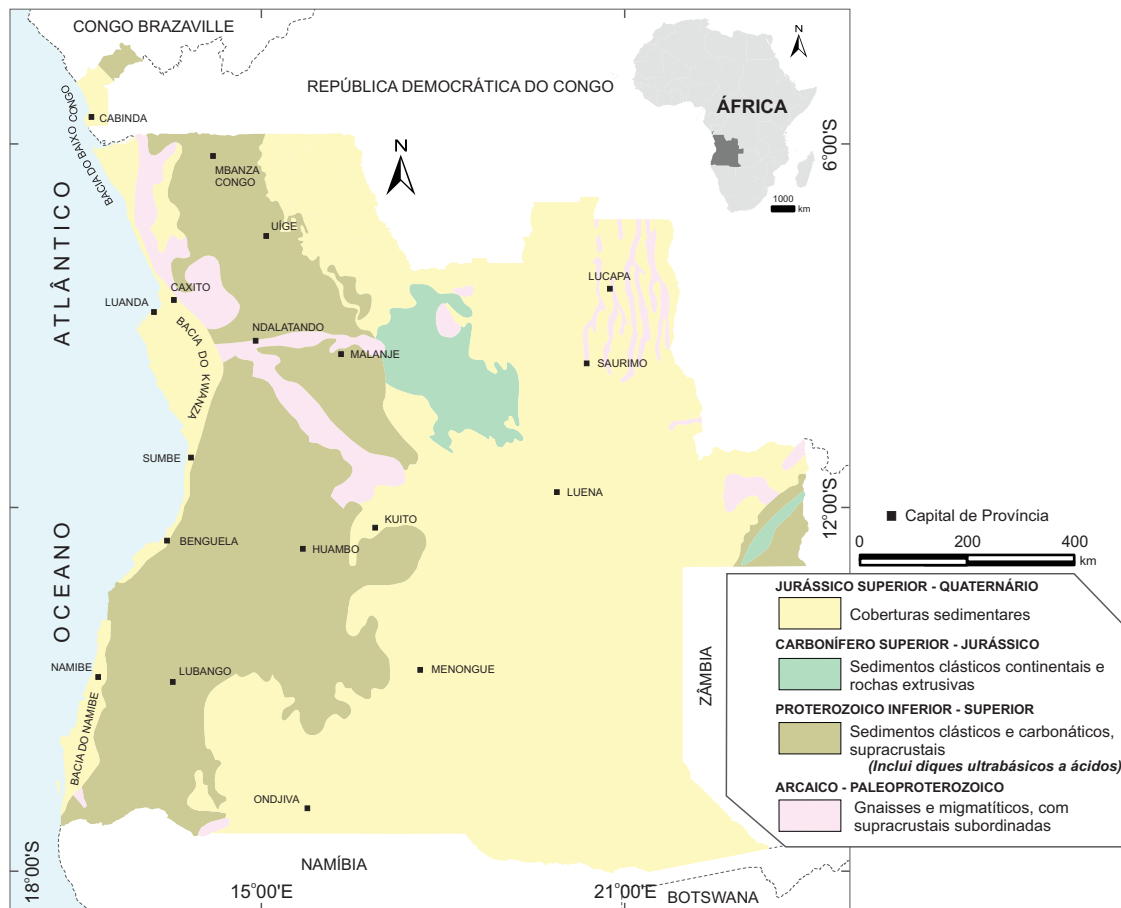 CONGO BRAZAVILLE
REPÚBLICA DEMOCRÁTICA DO CONGO
ÁFRICA
1000
km
6°00'S
BACIA DO BAIXO CONGO
CABINDA
N
N
MBANZA
CONGO
UÍGE
ATLÂNTICO
OCEANO
LUCAPA
CAXITO
LUANDA
BACIA DO KWANZA
NDALATANDO
MALANJE
SAURIMO
SUMBE
LUENA
12°00'S
KUITO
BENGUELA
HUAMBO
Capital de Província
0 200 400
km
NAMIBE
LUBANGO
MENONGUE
ZÂMBIA
BACIA DO NAMIBE
ONDJIVA
JURÁSSICO SUPERIOR - QUATERNÁRIO
Coberturas sedimentares
CARBONÍFERO SUPERIOR - JURÁSSICO
Sedimentos clásticos continentais e
rochas extrusivas
PROTEROZOICO INFERIOR - SUPERIOR
Sedimentos clásticos e carbonáticos,
supracrustais
(Inclui diques ultrabásicos a ácidos)
ARCAICO - PALEOPROTEROZOICO
Gnaisses e migmatíticos, com
supracrustais subordinadas
NAMÍBIA
BOTSWANA
18°00'S
15°00'E
21°00'E